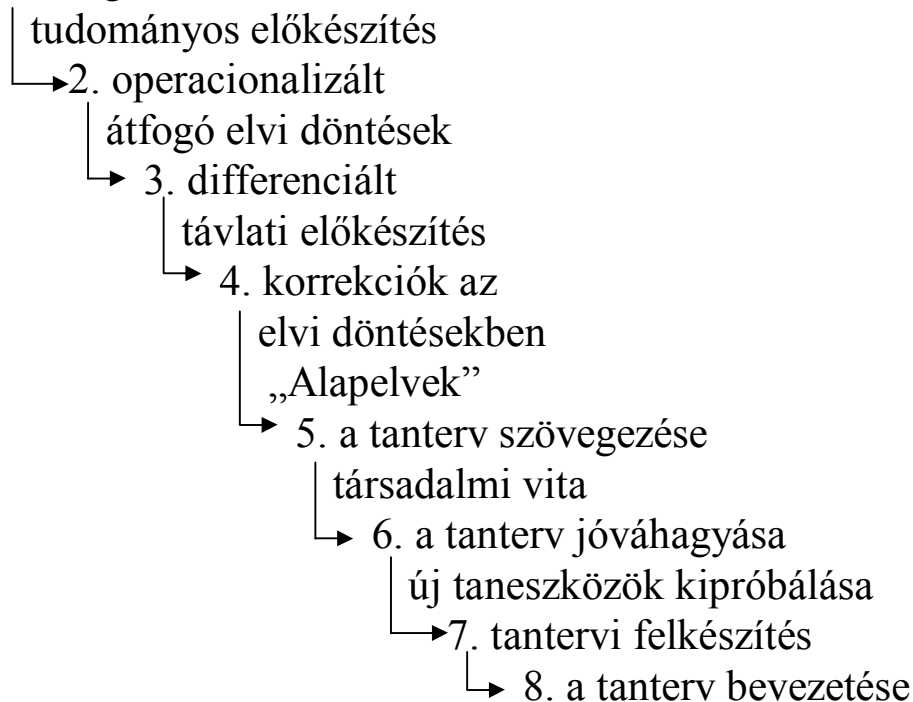 tudományos előkészítés
2. operacionalizált
átfogó elvi döntések
3. differenciált
távlati előkészítés
4. korrekciók az
elvi döntésekben
„Alapelvek”
5. a tanterv szövegezése
társadalmi vita
6. a tanterv jóváhagyása
új taneszközök kipróbálása
7. tantervi felkészítés
8. a tanterv bevezetése